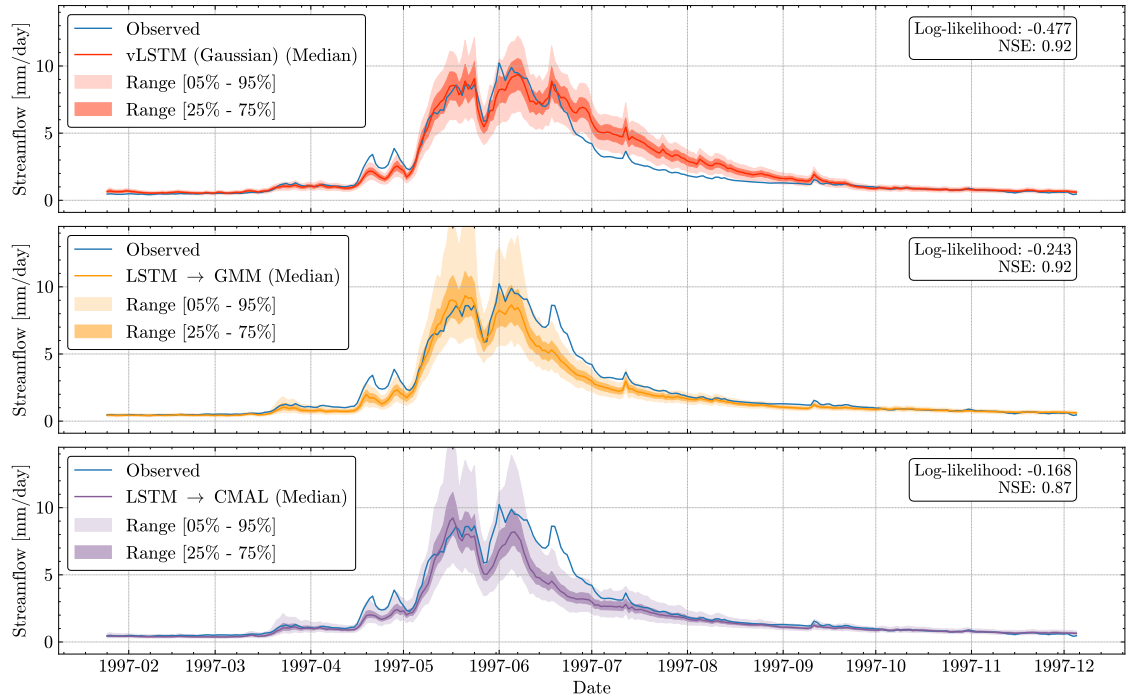 Streamflow [mm/day]
10
5
0
Observed
vLSTM (Gaussian) (Median)
Range [05% - 95%]
Range [25% - 75%]
Log-likelihood: -0.477
NSE: 0.92
Streamflow [mm/day]
10
5
0
Observed
LSTM → GMM (Median)
Range [05% - 95%]
Range [25% - 75%]
Log-likelihood: -0.243
NSE: 0.92
Streamflow [mm/day]
10
5
0
Observed
LSTM → CMAL (Median)
Range [05% - 95%]
Range [25% - 75%]
Log-likelihood: -0.168
NSE: 0.87
1997-02 1997-03 1997-04 1997-05 1997-06 1997-07 1997-08 1997-09 1997-10 1997-11 1997-12
Date